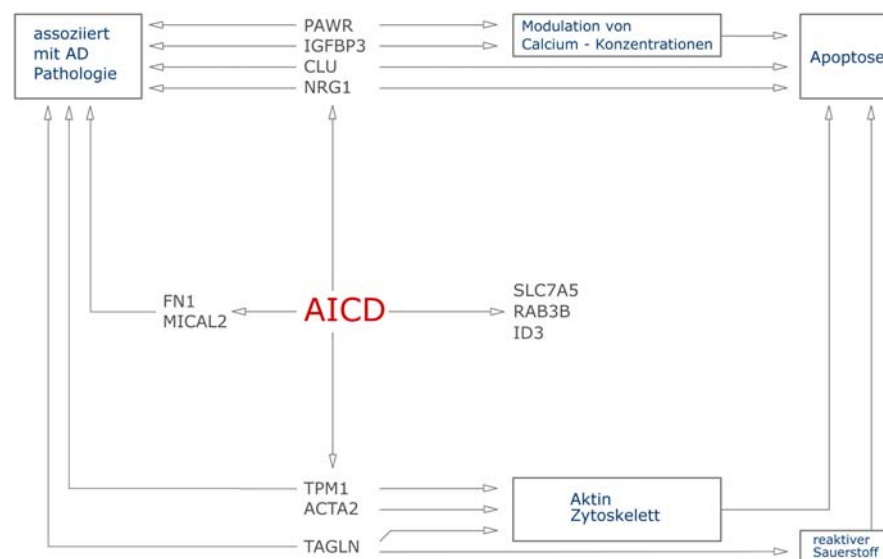 assoziiert
mit AD
Pathologie
PAWR
IGFBP3
CLU
NRG1
Modulation von
Calcium - Konzentrationen
Apoptose
FN1
MICAL2
AICD
SLC7A5
RAB3B
ID3
TPM1
ACTA2
TAGLN
Aktin
Zytoskelett
reaktiver
Sauerstoff